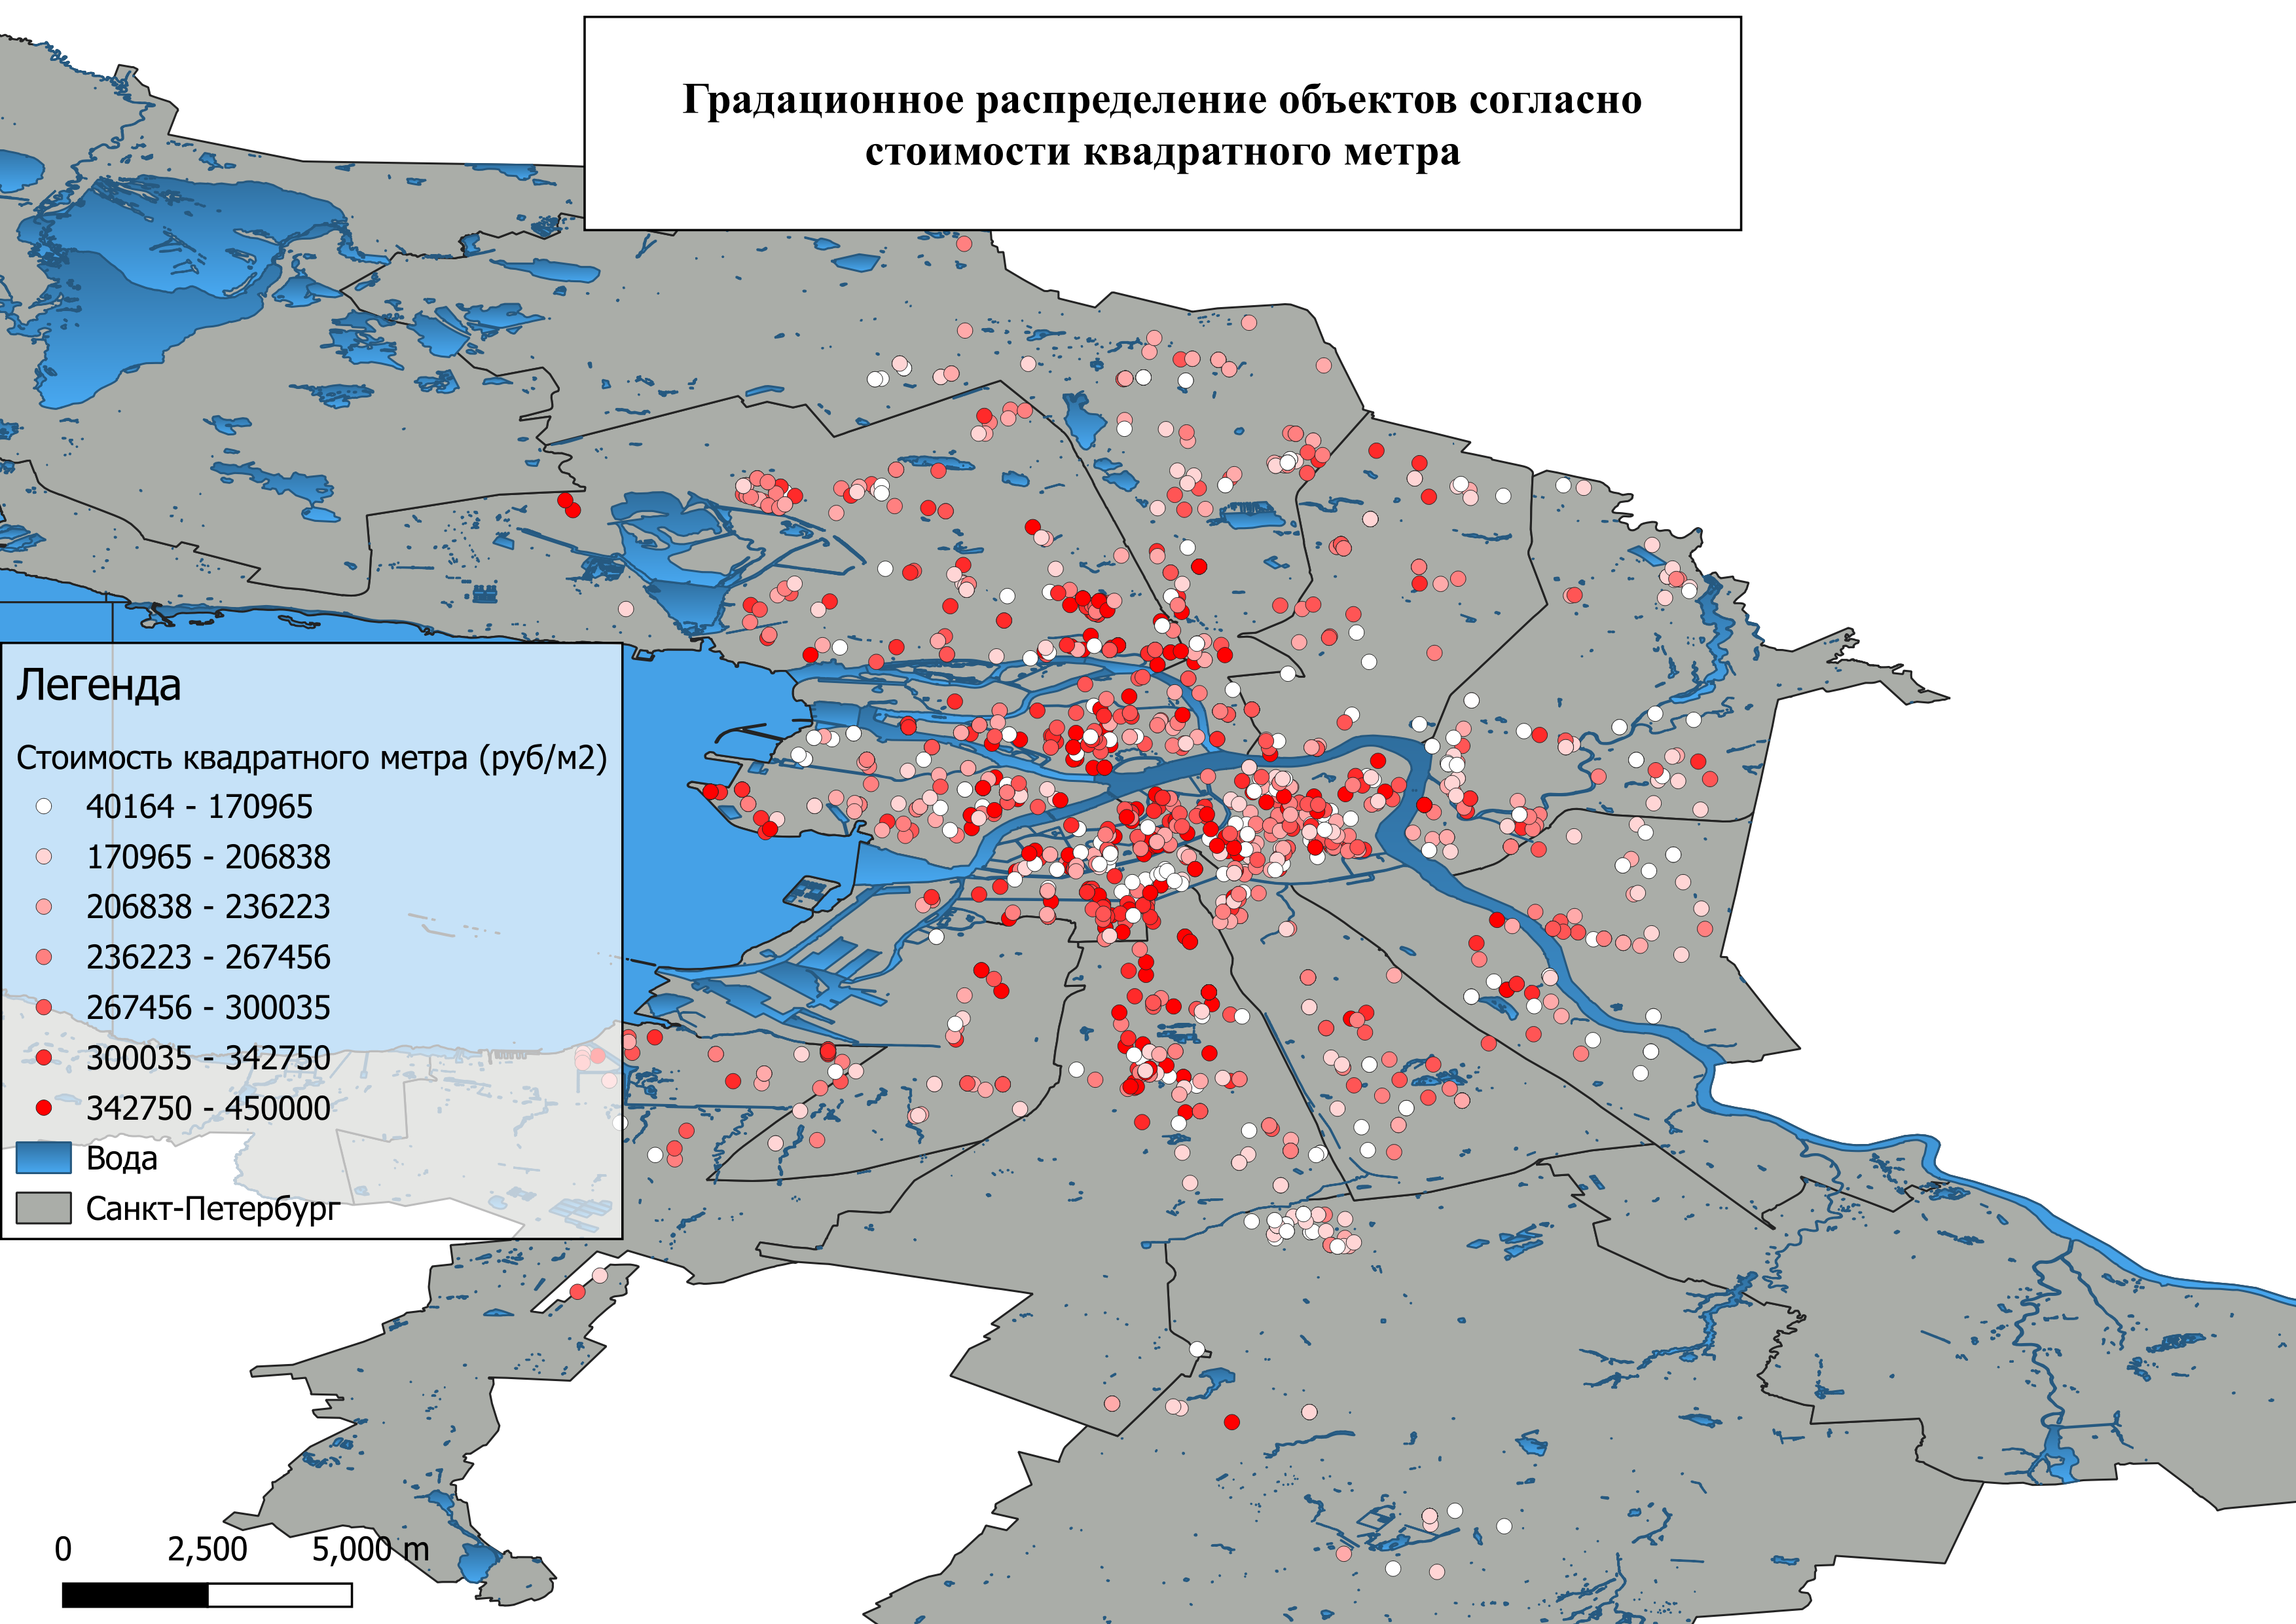 Градационное распределение объектов согласно
стоимости квадратного метра
Легенда
Стоимость квадратного метра (руб/м2)
40164 - 170965
170965 - 206838
206838 - 236223
236223 - 267456
267456 - 300035
300035 - 342750
342750 - 450000
Вода
Санкт-Петербург
0 2,500 5,000 m